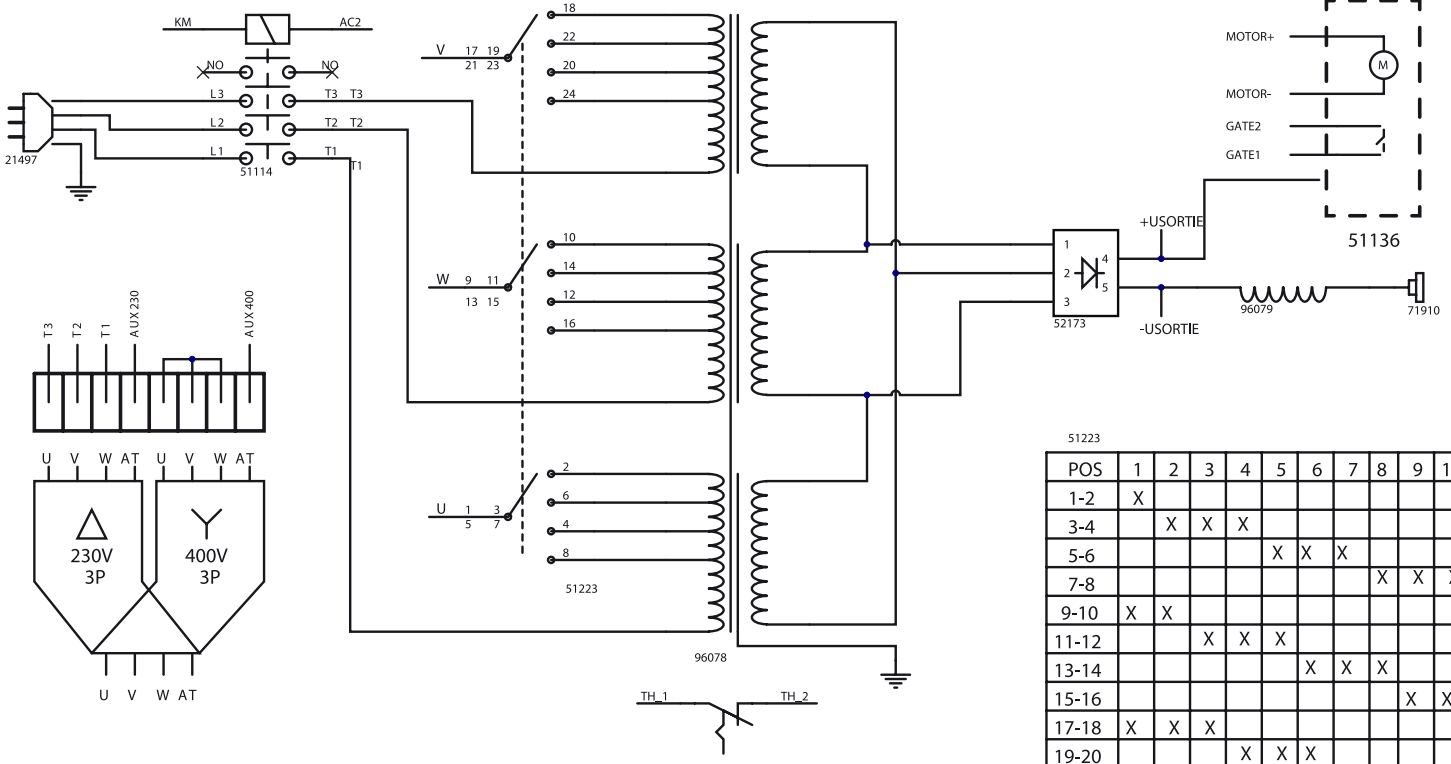 KM
AC2
NO
NO
L3
T3 T3
L2
T2 T2
L1
T1
T1
21497
51114
V
17 19
21 23
18
22
20
24
W
9 11
13 15
10
14
12
16
U
1 3
5 7
2
6
4
8
51223
96078
TH_1
TH_2
MOTOR+
M
MOTOR-
GATE2
GATE1
51136
+USORTIE
1
2
3
4
5
52173
-USORTIE
96079
71910
T3
T2
T1
AUX230
AUX400
U V W AT U V W AT
230V
3P
400V
3P
U V W AT
51223
POS 1 2 3 4 5 6 7 8 9
1-2 X
3-4 X X X
5-6 X X X
7-8 X X
9-10 X X
11-12 X X X
13-14 X X X
15-16 X
17-18 X X X
19-20 X X X